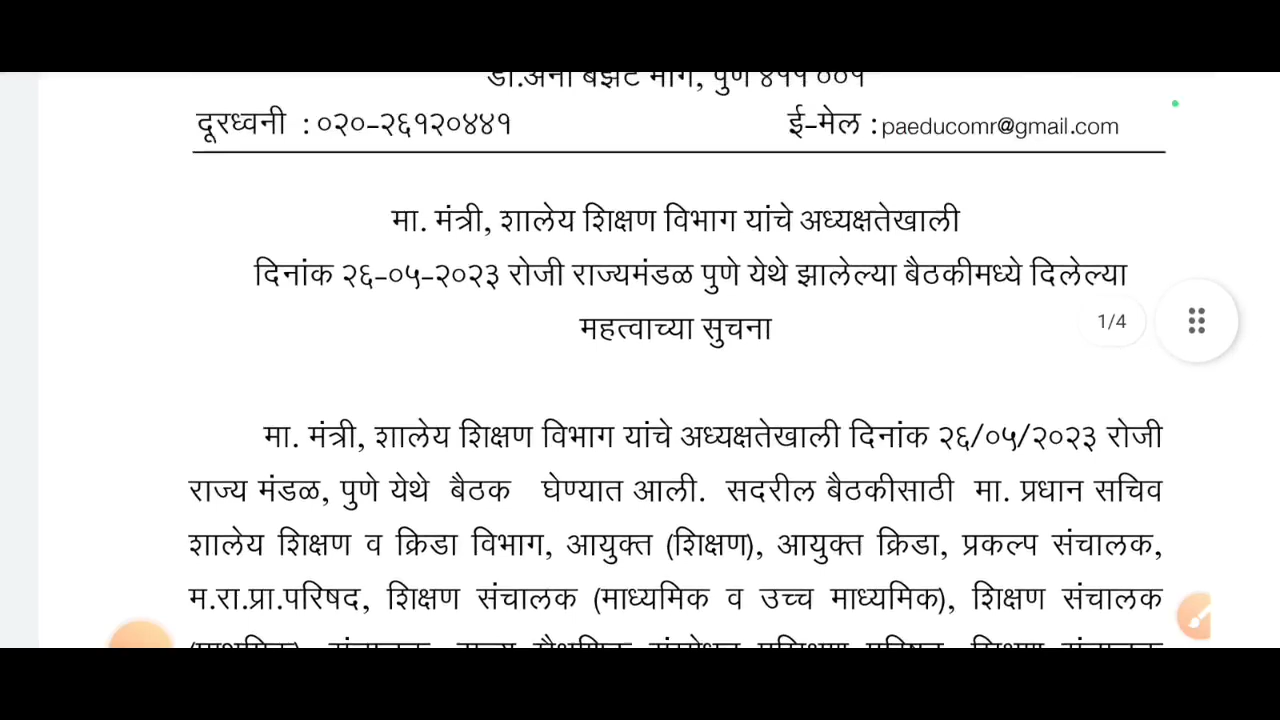 डॉ.अॅनी बेझंट मार्ग, पुणे ४११ ००१
दूरध्वनी : ०२०-२६१२०४४१ ई-मेल : paeducomr@gmail.com
मा. मंत्री, शालेय शिक्षण विभाग यांचे अध्यक्षतेखाली
दिनांक २६-०५-२०२३ रोजी राज्यमंडळ पुणे येथे झालेल्या बैठकीमध्ये दिलेल्या
महत्वाच्या सुचना
1/4
मा. मंत्री, शालेय शिक्षण विभाग यांचे अध्यक्षतेखाली दिनांक २६/०५/२०२३ रोजी
राज्य मंडळ, पुणे येथे बैठक घेण्यात आली. सदरील बैठकीसाठी मा. प्रधान सचिव
शालेय शिक्षण व क्रिडा विभाग, आयुक्त (शिक्षण), आयुक्त क्रिडा, प्रकल्प संचालक,
म.रा.प्रा.परिषद, शिक्षण संचालक (माध्यमिक व उच्च माध्यमिक), शिक्षण संचालक